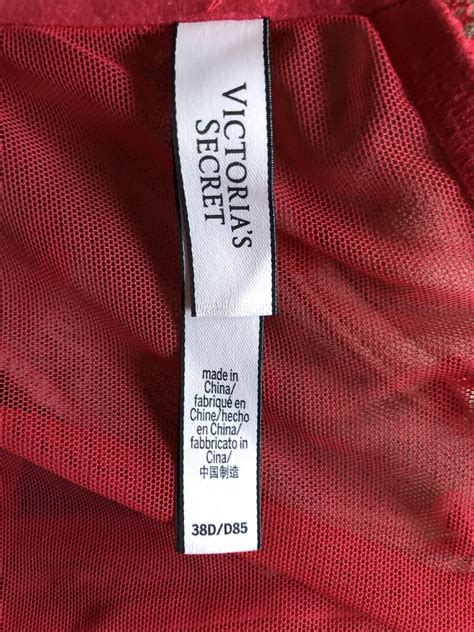 VICTORIA'S
SECRET
made in
China/
fabriqué en
Chine/hecho
en China/
fabbricato in
Cina/
中国制造
38D/D85